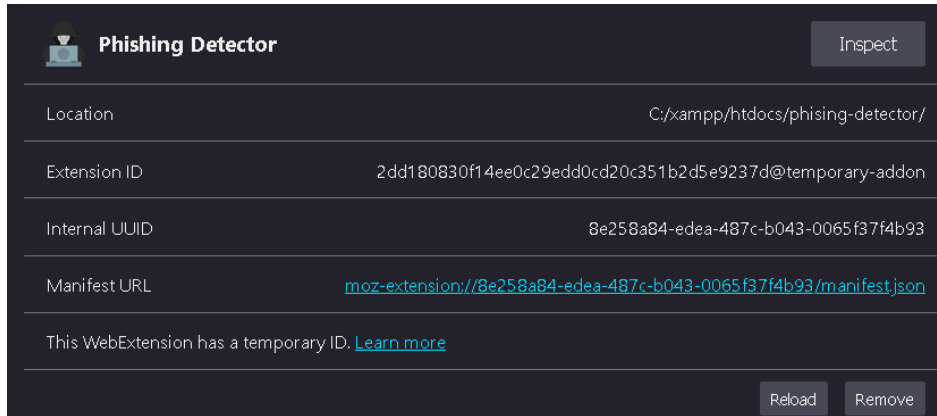 Phishing Detector
Inspect
Location C:/xampp/htdocs/phising-detector/
Extension ID 2dd180830f14ee0c29edd0cd20c351b2d5e9237d@temporary-addon
Internal UUID 8e258a84-edea-487c-b043-0065f37f4b93
Manifest URL moz-extension://8e258a84-edea-487c-b043-0065f37f4b93/manifest.json
This WebExtension has a temporary ID. Learn more
Reload Remove